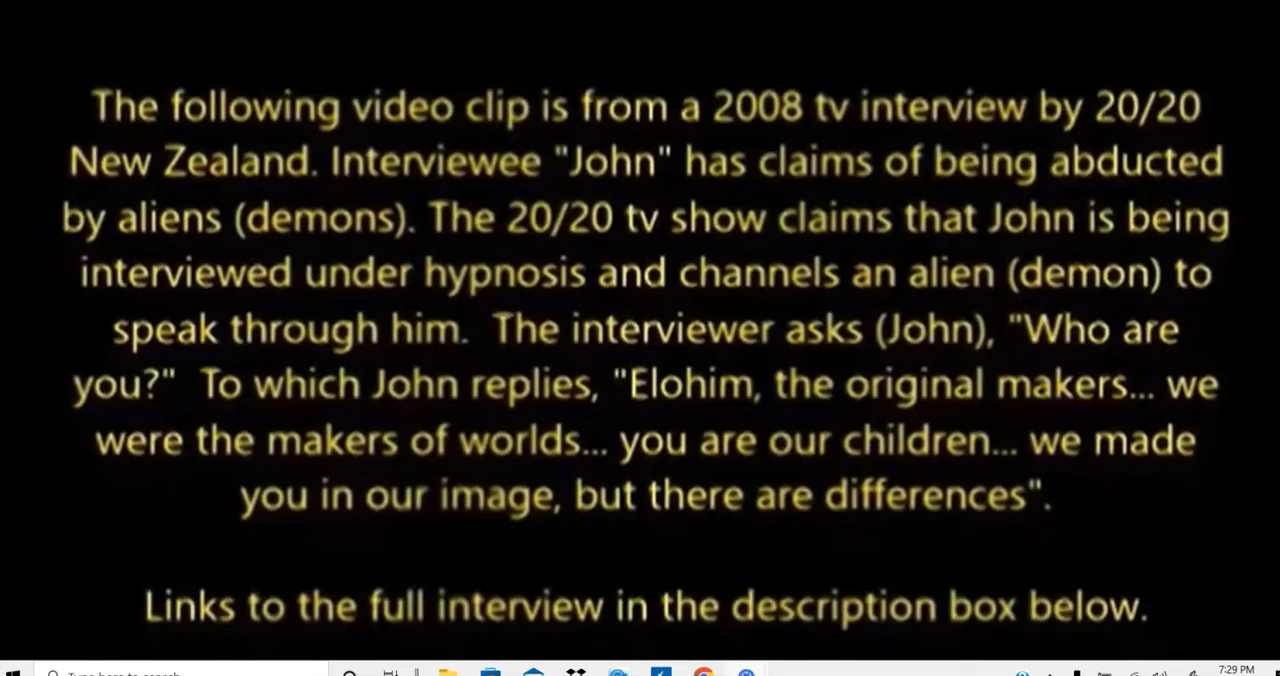 The following video clip is from a 2008 tv interview by 20/20
New Zealand. Interviewee "John" has claims of being abducted
by aliens (demons). The 20/20 tv show claims that John is being
interviewed under hypnosis and channels an alien (demon) to
speak through him. The interviewer asks (John), "Who are
you?" To which John replies, "Elohim, the original makers... we
were the makers of worlds... you are our children... we made
you in our image, but there are differences".
Links to the full interview in the description box below.
Type here to search
7:29 PM